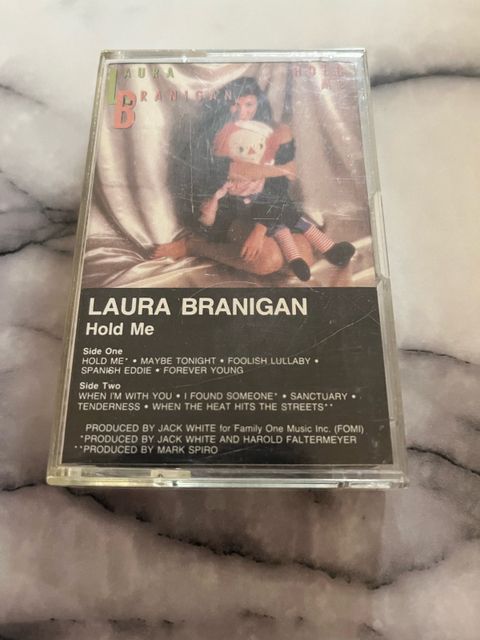 LAURA HOLD
BRANIGAN ME
LAURA BRANIGAN
Hold Me
Side One
HOLD ME* • MAYBE TONIGHT • FOOLISH LULLABY •
SPANISH EDDIE • FOREVER YOUNG
Side Two
WHEN I'M WITH YOU • I FOUND SOMEONE* • SANCTUARY •
TENDERNESS • WHEN THE HEAT HITS THE STREETS**
PRODUCED BY JACK WHITE for Family One Music Inc. (FOMI)
*PRODUCED BY JACK WHITE AND HAROLD FALTERMEYER
**PRODUCED BY MARK SPIRO